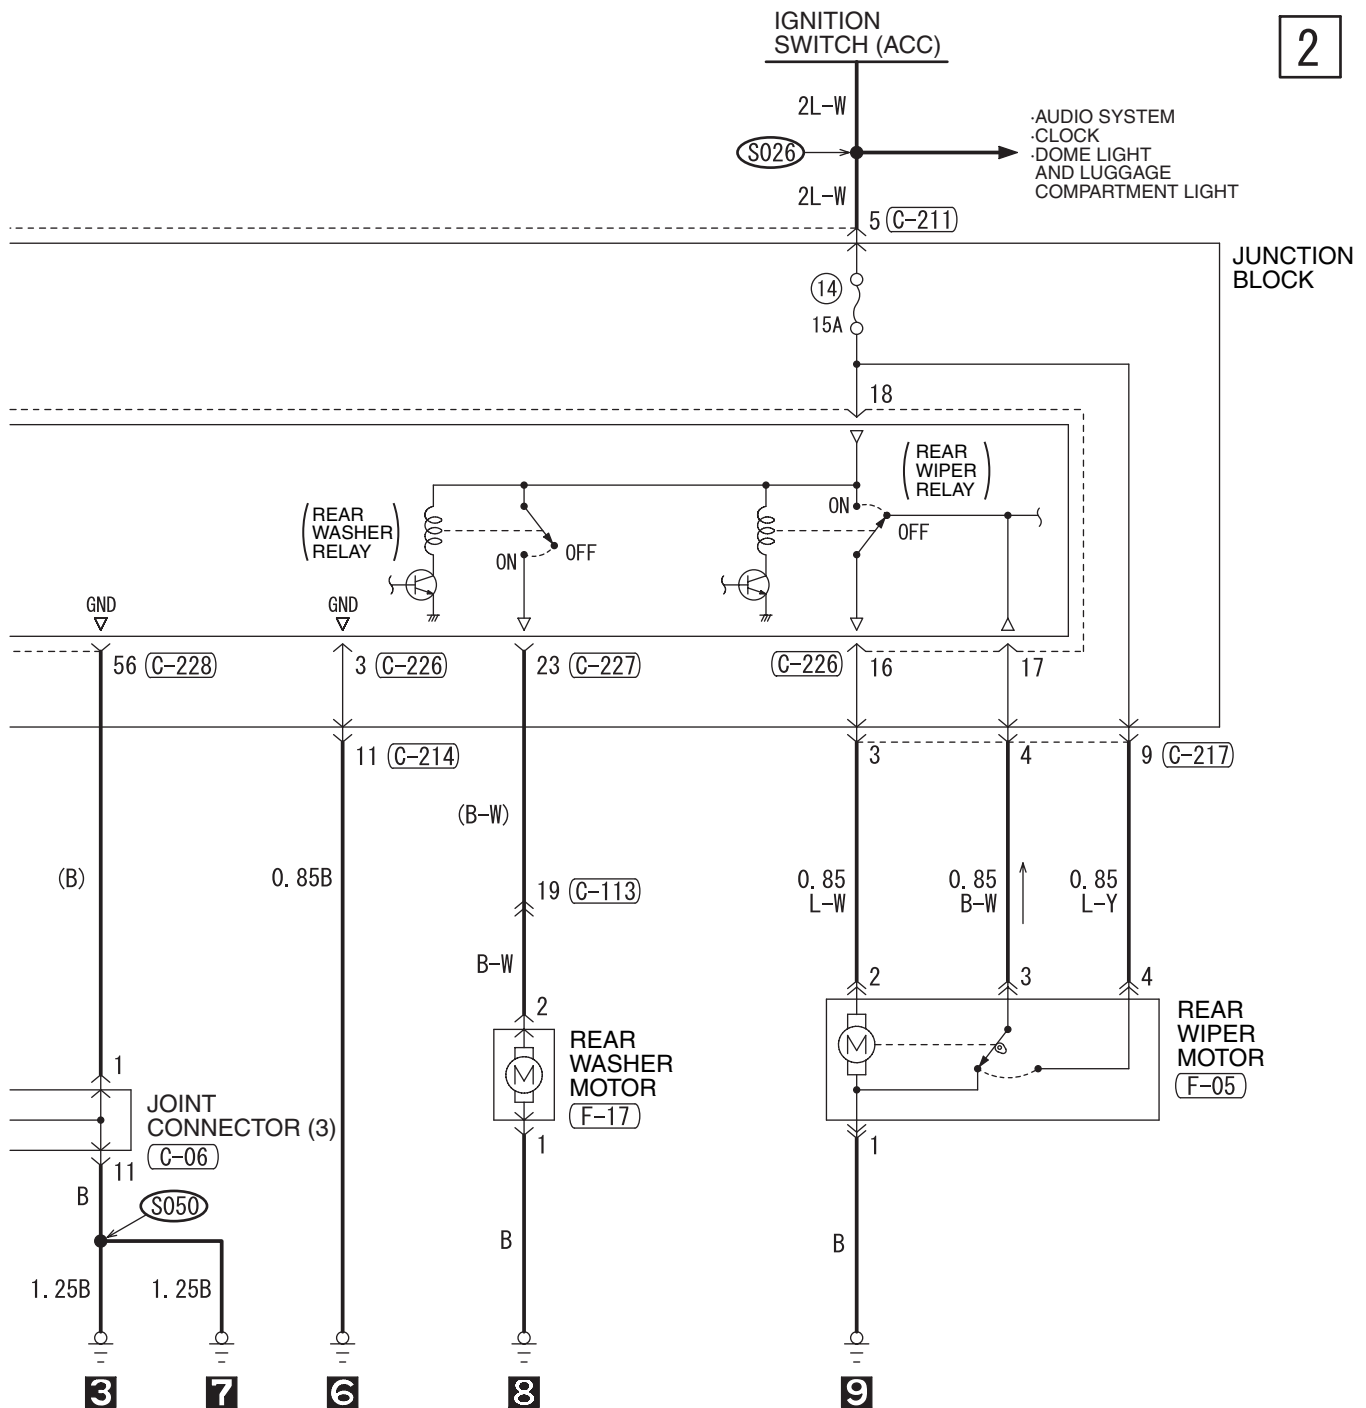 IGNITION
SWITCH (ACC)
2
2L-W
·AUDIO SYSTEM
·CLOCK
·DOME LIGHT
AND LUGGAGE
COMPARTMENT LIGHT
S026
2L-W
5 C-211
JUNCTION
BLOCK
14
15A
18
(REAR
WIPER
RELAY)
(REAR
WASHER
RELAY)
ON
OFF
ON
OFF
GND
GND
56 C-228
3 C-226
23 C-227
C-226 16
17
11 C-214
3
4
9 C-217
(B-W)
(B)
0.85B
19 C-113
0.85
L-W
0.85
B-W
0.85
L-Y
B-W
2
2
3
4
M
REAR
WASHER
MOTOR
F-17
M
REAR
WIPER
MOTOR
F-05
1
JOINT
CONNECTOR (3)
C-06
1
1
11
B
S050
B
B
1.25B
1.25B
3
7
6
8
9